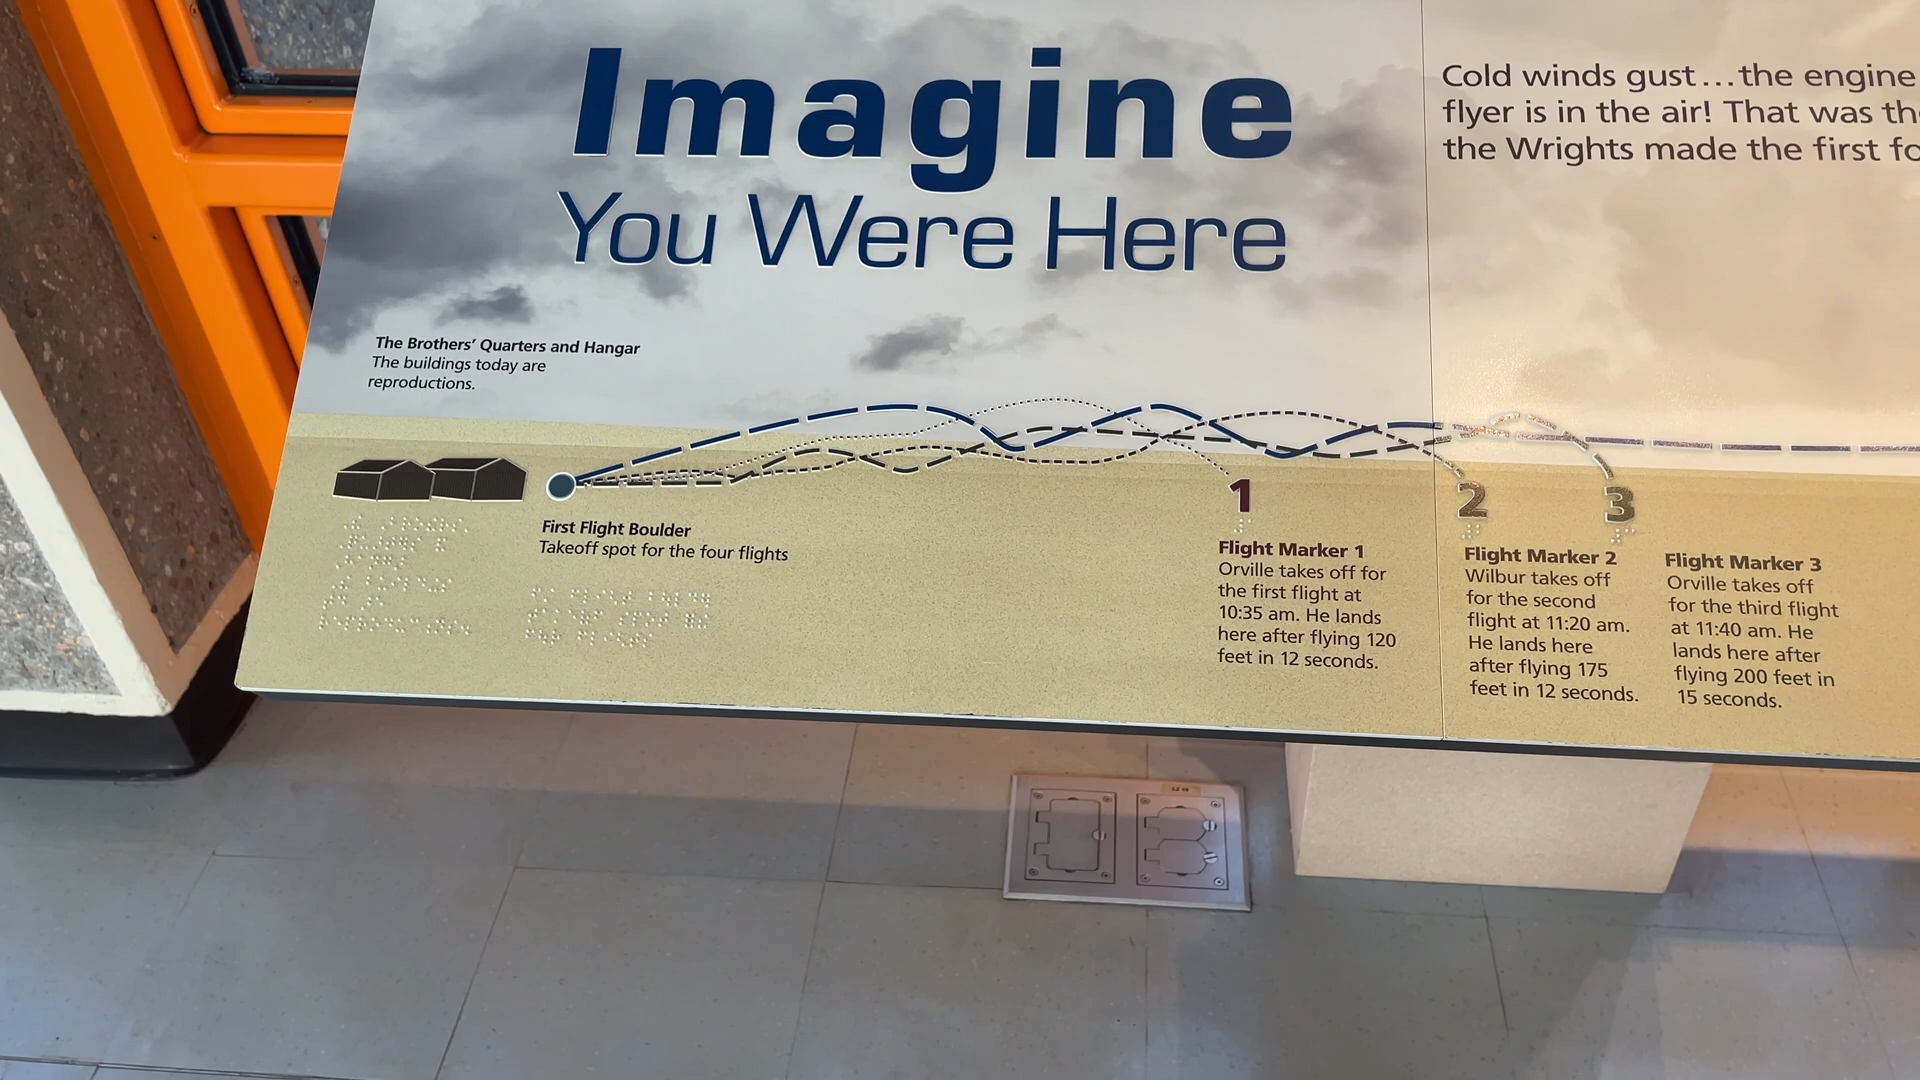 Imagine
You Were Here
Cold winds gust...the engine
flyer is in the air! That was
the Wrights made the first
The Brothers' Quarters and Hangar
The buildings today are
reproductions.
First Flight Boulder
Takeoff spot for the four flights
1
Flight Marker 1
Orville takes off for
the first flight at
10:35 am. He lands
here after flying 120
feet in 12 seconds.
2
Flight Marker 2
Wilbur takes off
for the second
flight at 11:20 am.
He lands here
after flying 175
feet in 12 seconds.
3
Flight Marker 3
Orville takes off
for the third flight
at 11:40 am. He
lands here after
flying 200 feet in
15 seconds.